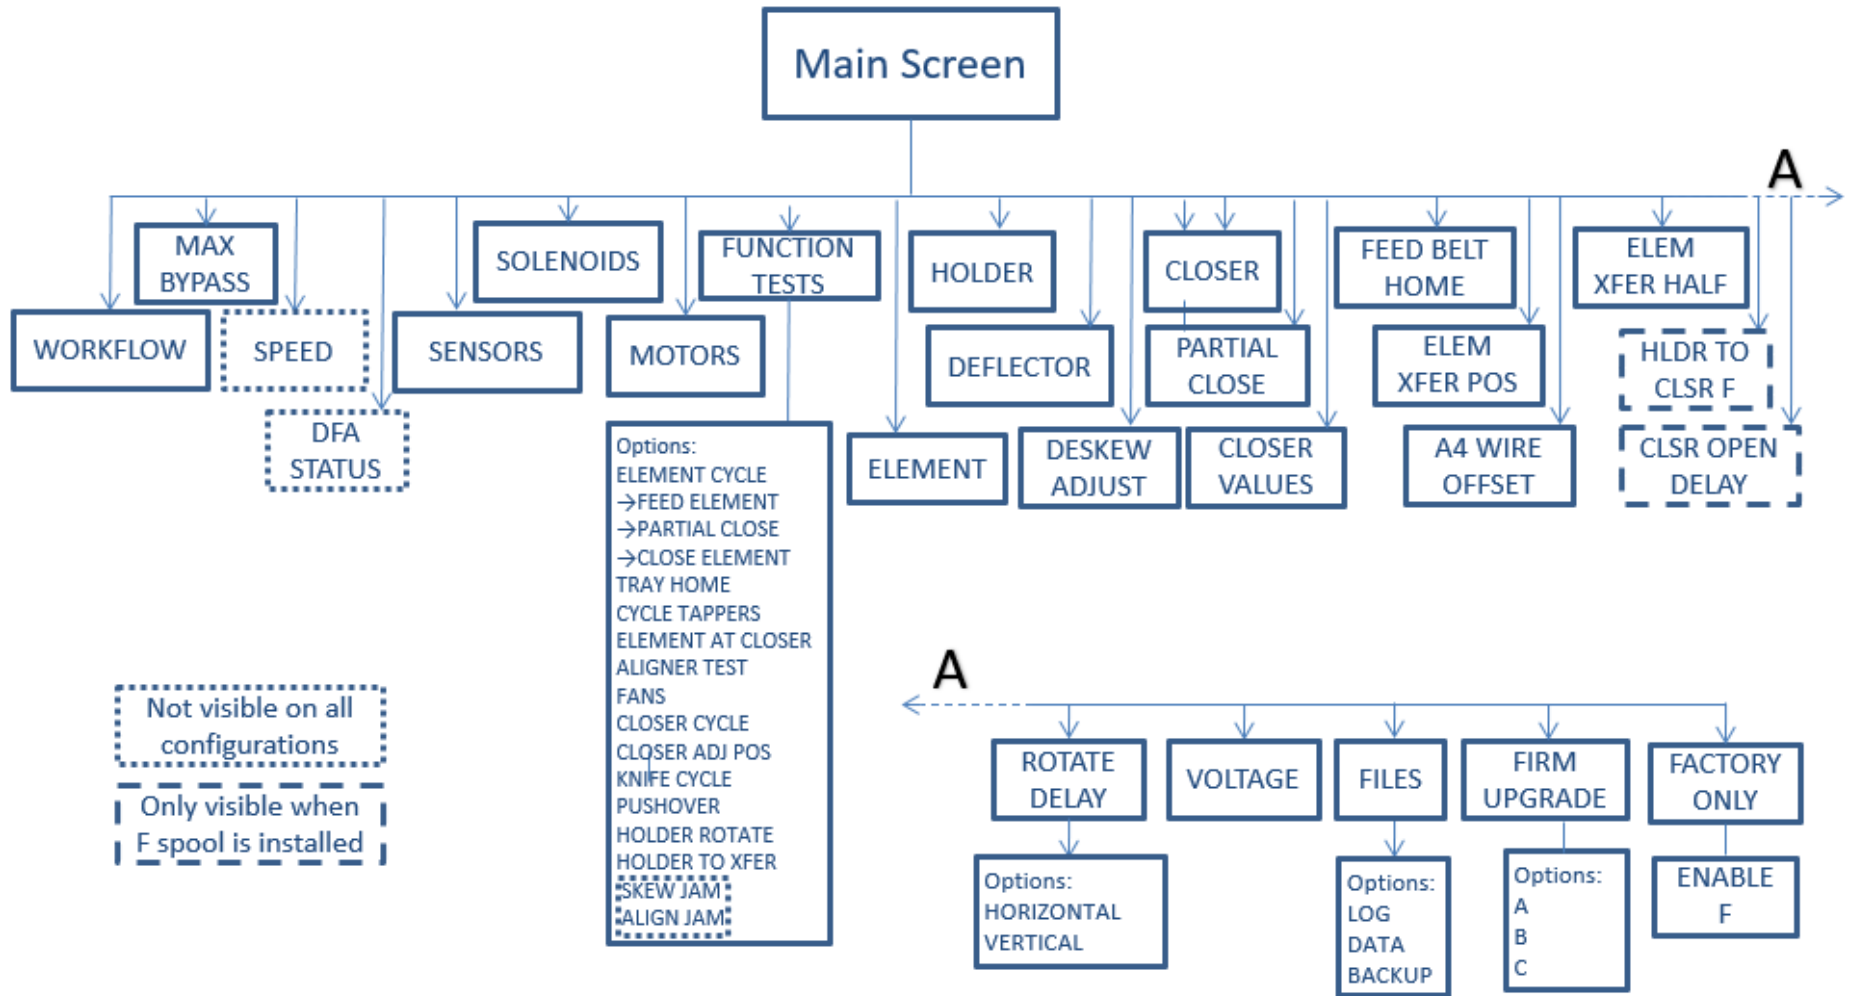 Main Screen
A
MAX
BYPASS
SOLENOIDS
FUNCTION
TESTS
HOLDER
CLOSER
FEED BELT
HOME
ELEM
XFER HALF
WORKFLOW
SPEED
SENSORS
MOTORS
DEFLECTOR
PARTIAL
CLOSE
ELEM
XFER POS
HLDR TO
CLSR F
DFA
STATUS
ELEMENT
DESKEW
ADJUST
CLOSER
VALUES
A4 WIRE
OFFSET
CLSR OPEN
DELAY
Options:
ELEMENT CYCLE
→FEED ELEMENT
→PARTIAL CLOSE
→CLOSE ELEMENT
TRAY HOME
CYCLE TAPPERS
ELEMENT AT CLOSER
ALIGNER TEST
FANS
CLOSER CYCLE
CLOSER ADJ POS
KNIFE CYCLE
PUSHOVER
HOLDER ROTATE
HOLDER TO XFER
SKEW JAM
ALIGN JAM
Not visible on all
configurations
Only visible when
F spool is installed
A
ROTATE
DELAY
VOLTAGE
FILES
FIRM
UPGRADE
FACTORY
ONLY
Options:
HORIZONTAL
VERTICAL
Options:
LOG
DATA
BACKUP
Options:
A
B
C
ENABLE
F